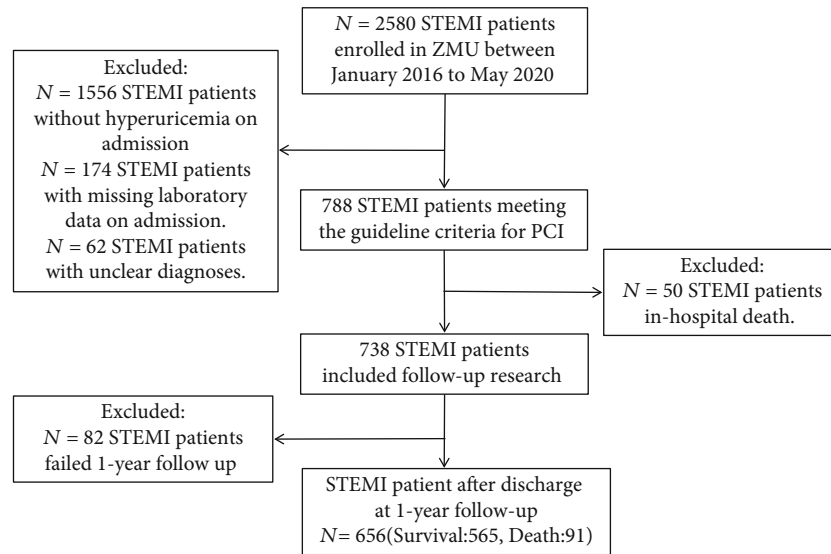 N = 2580 STEMI patients
enrolled in ZMU between
January 2016 to May 2020
Excluded:
N = 1556 STEMI patients
without hyperuricemia on
admission
N = 174 STEMI patients
with missing laboratory
data on admission.
N = 62 STEMI patients
with unclear diagnoses.
788 STEMI patients meeting
the guideline criteria for PCI
Excluded:
N = 50 STEMI patients
in-hospital death.
738 STEMI patients
included follow-up research
Excluded:
N = 82 STEMI patients
failed 1-year follow up
STEMI patient after discharge
at 1-year follow-up
N= 656(Survival:565, Death:91)